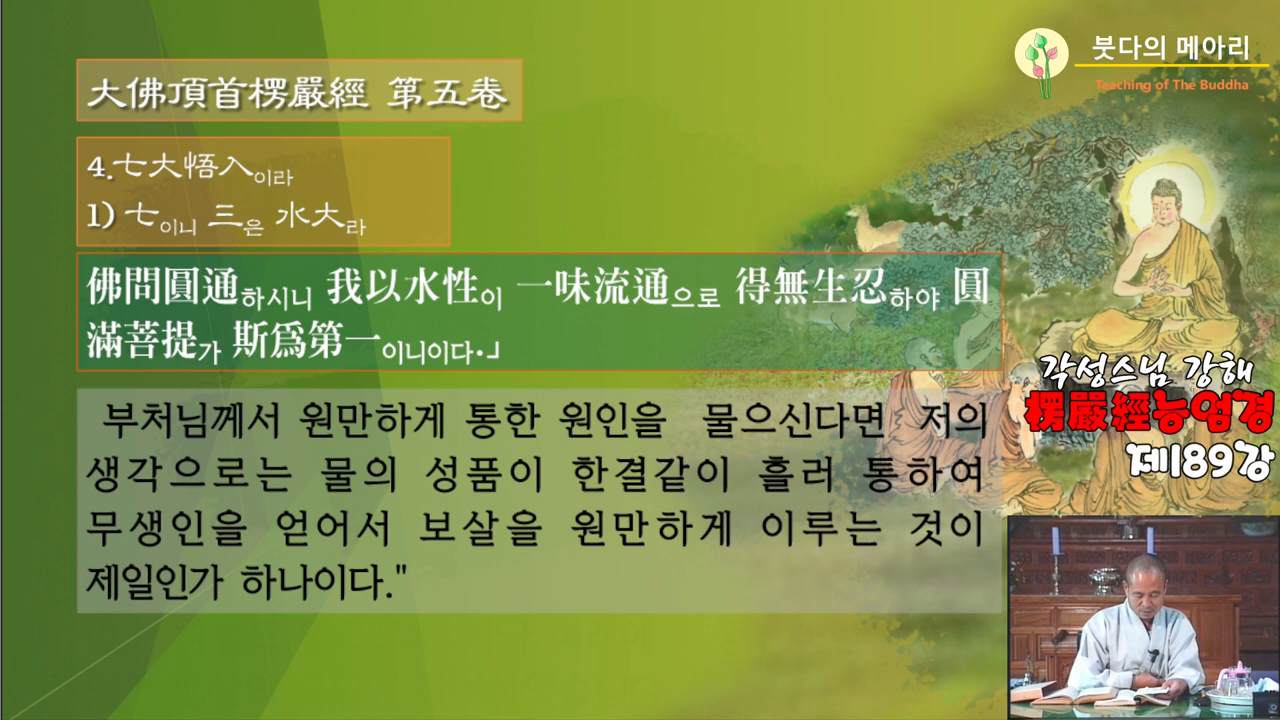 大佛頂首楞嚴經 第五卷
4.七大悟入이라
1) 七이니 三은 水大라
佛問圓通하시니 我以水性이 一味流通으로 得無生忍하야 圓
滿菩提가 斯爲第一이니이다.」
부처님께서 원만하게 통한 원인을 물으신다면 저의
생각으로는 물의 성품이 한결같이 흘러 통하여
무생인을 얻어서 보살을 원만하게 이루는 것이
제일인가 하나이다."
붓다의 메아리
Teaching of The Buddha
각성스님 강해
楞嚴經능엄경
제189강